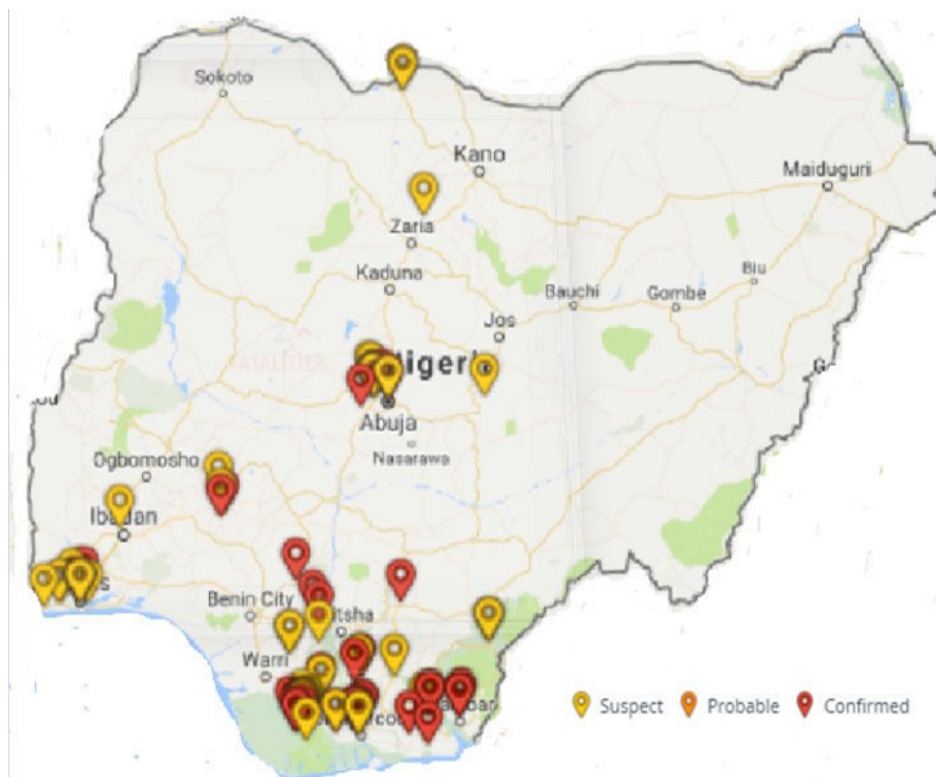 Sokoto
Kano
Maiduguri
Zaria
Kaduna
Biu
Bauchi
Gombe
Jos
Abuja
Nasarawa
Ogbomosho
Ibadan
Benin City
Warri
Suspect
Probable
Confirmed